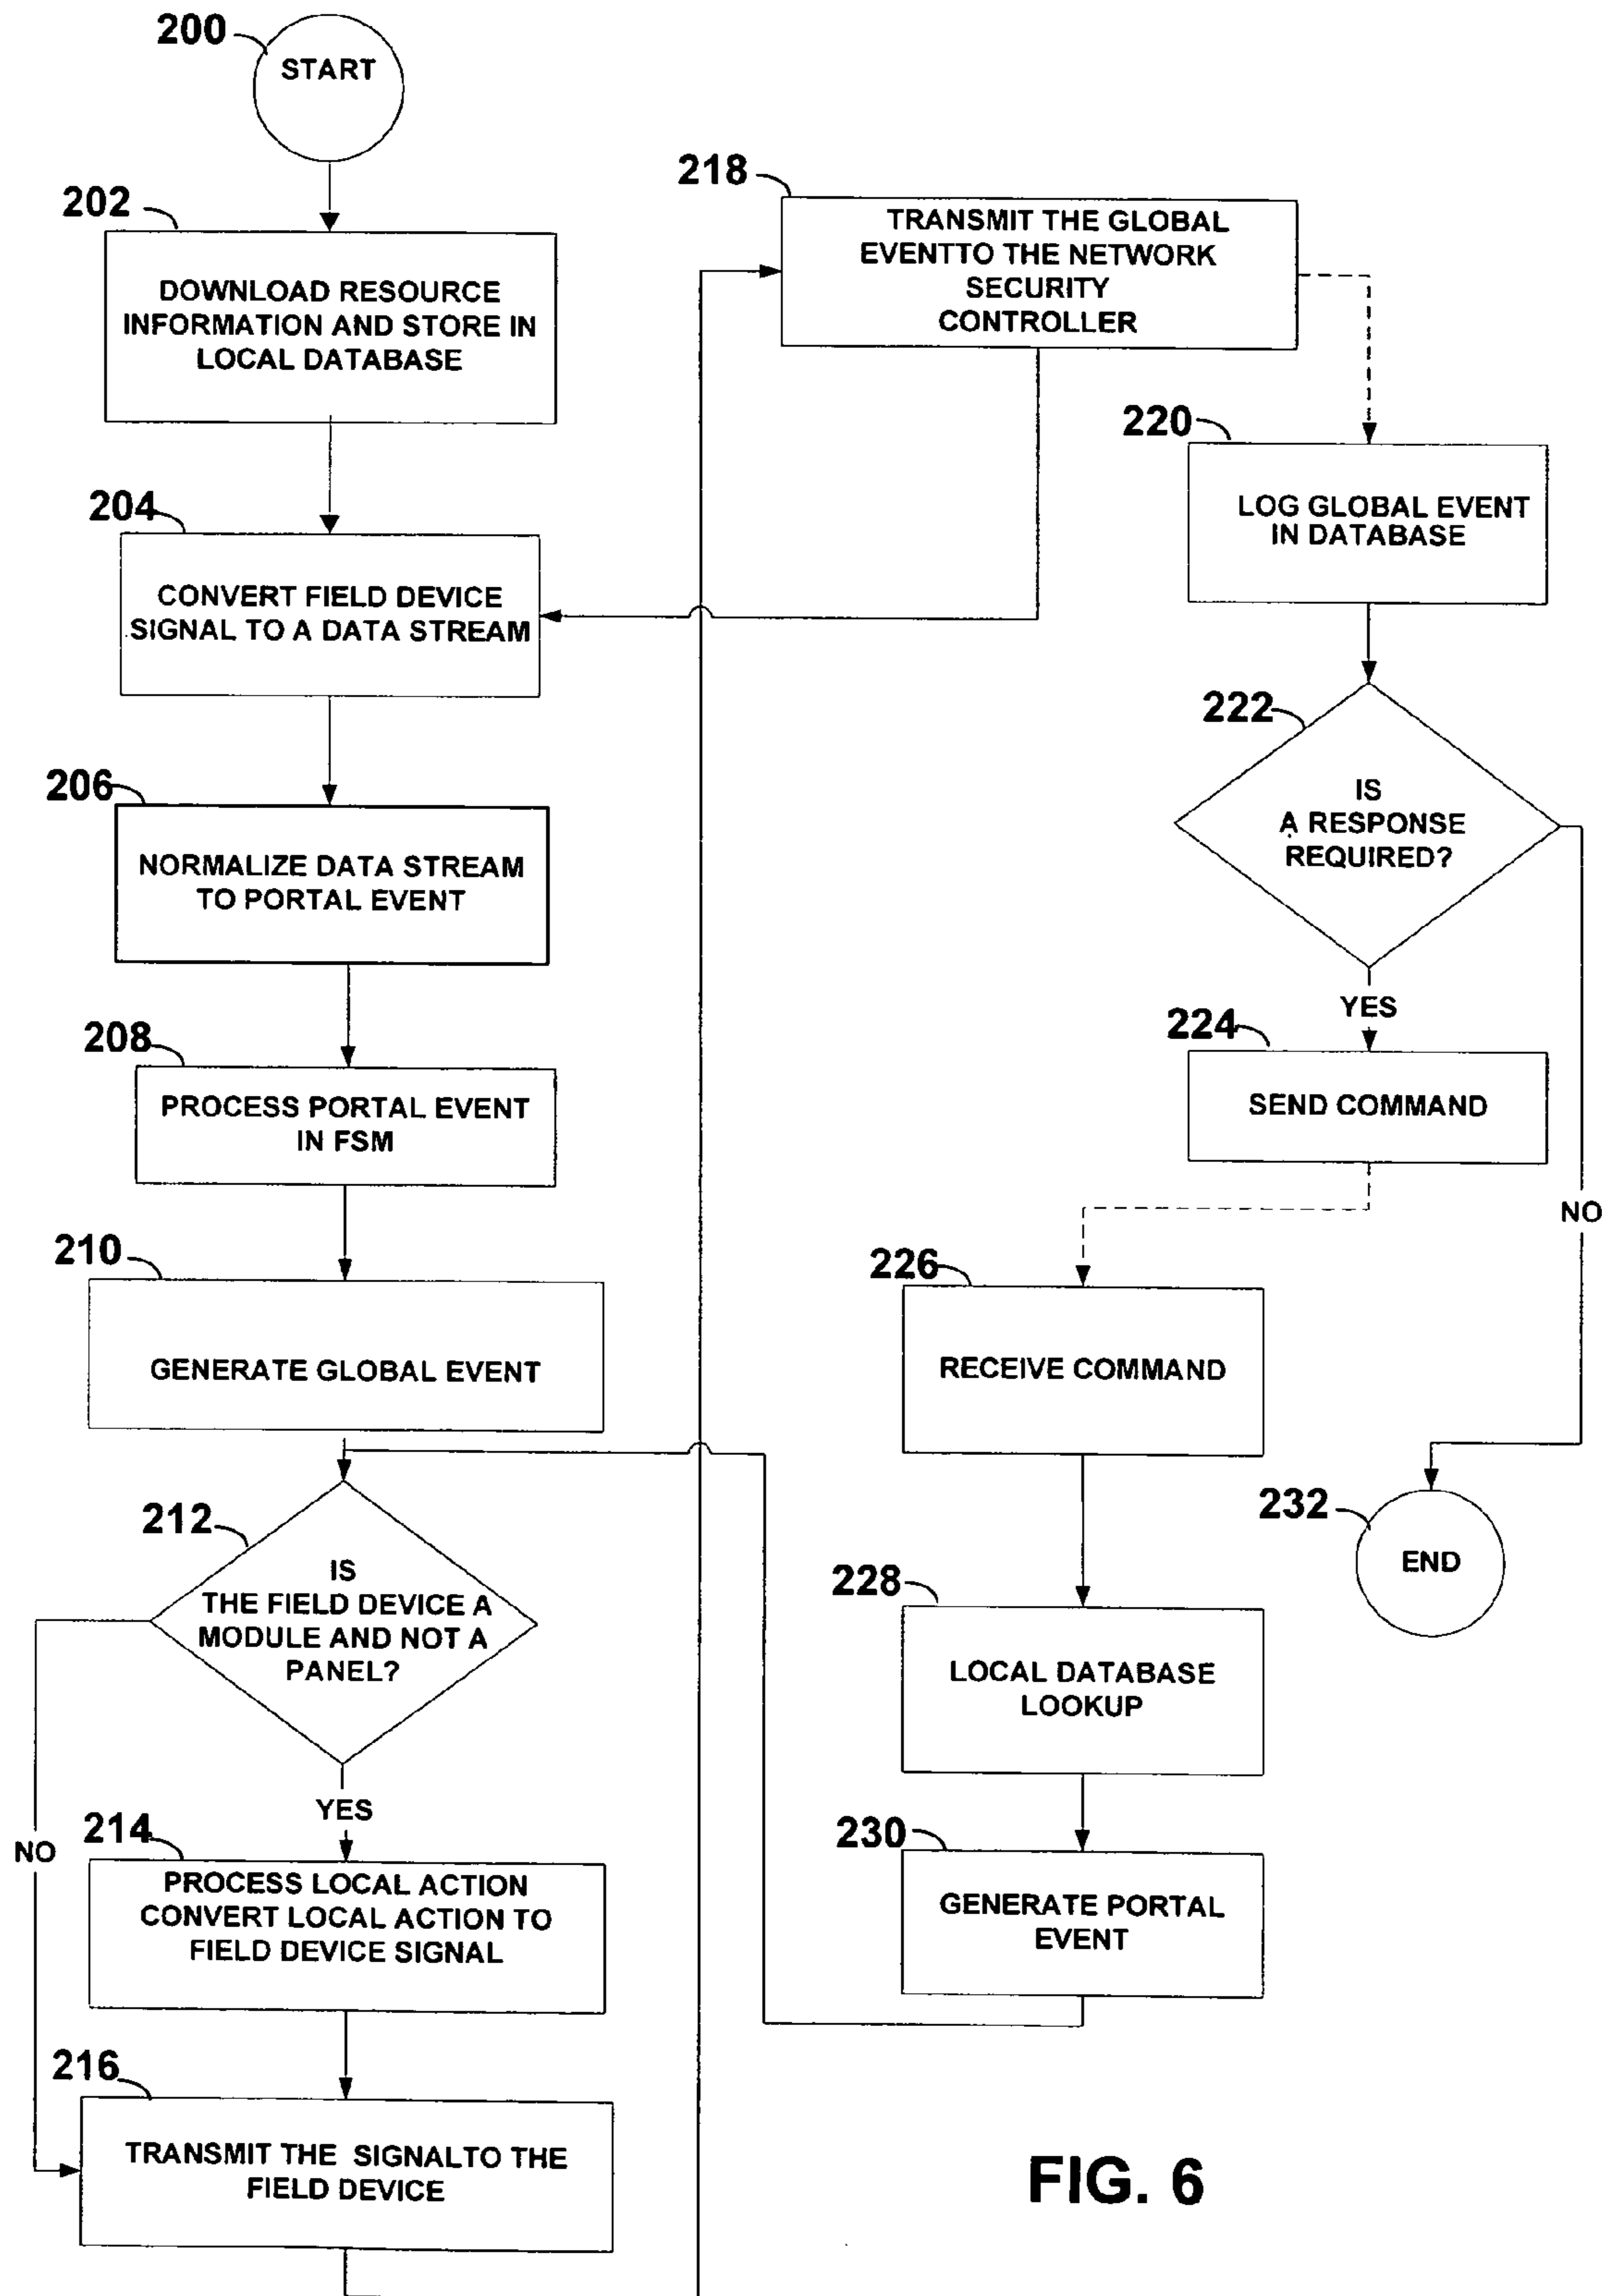 200
START
202
DOWNLOAD RESOURCE
INFORMATION AND STORE IN
LOCAL DATABASE
204
CONVERT FIELD DEVICE
SIGNAL TO A DATA STREAM
206
NORMALIZE DATA STREAM
TO PORTAL EVENT
208
PROCESS PORTAL EVENT
IN FSM
210
GENERATE GLOBAL EVENT
212
IS
THE FIELD DEVICE A
MODULE AND NOT A
PANEL?
YES
NO
214
PROCESS LOCAL ACTION
CONVERT LOCAL ACTION TO
FIELD DEVICE SIGNAL
216
TRANSMIT THE SIGNALTO THE
FIELD DEVICE
218
TRANSMIT THE GLOBAL
EVENTTO THE NETWORK
SECURITY
CONTROLLER
220
LOG GLOBAL EVENT
IN DATABASE
222
IS
A RESPONSE
REQUIRED?
YES
NO
224
SEND COMMAND
226
RECEIVE COMMAND
228
LOCAL DATABASE
LOOKUP
230
GENERATE PORTAL
EVENT
232
END
FIG. 6